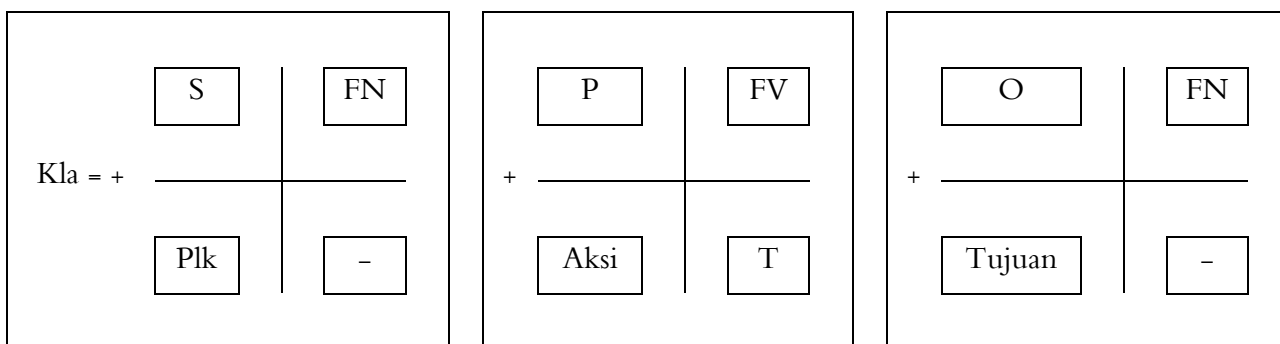 S FN P FV O FN
Kla = + + +
Plk – Aksi T Tujuan –